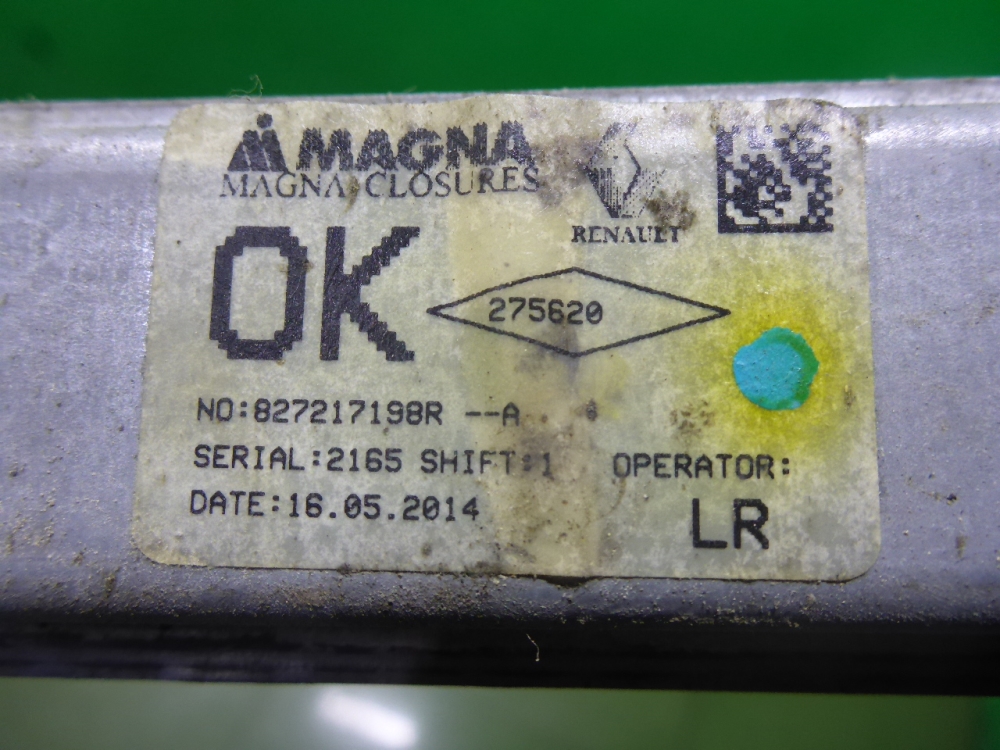 MAGNA
MAGNA CLOSURES
RENAULT
OK
275620
NO:827217198R --A
SERIAL:2165 SHIFT:1 OPERATOR:
DATE:16.05.2014
LR